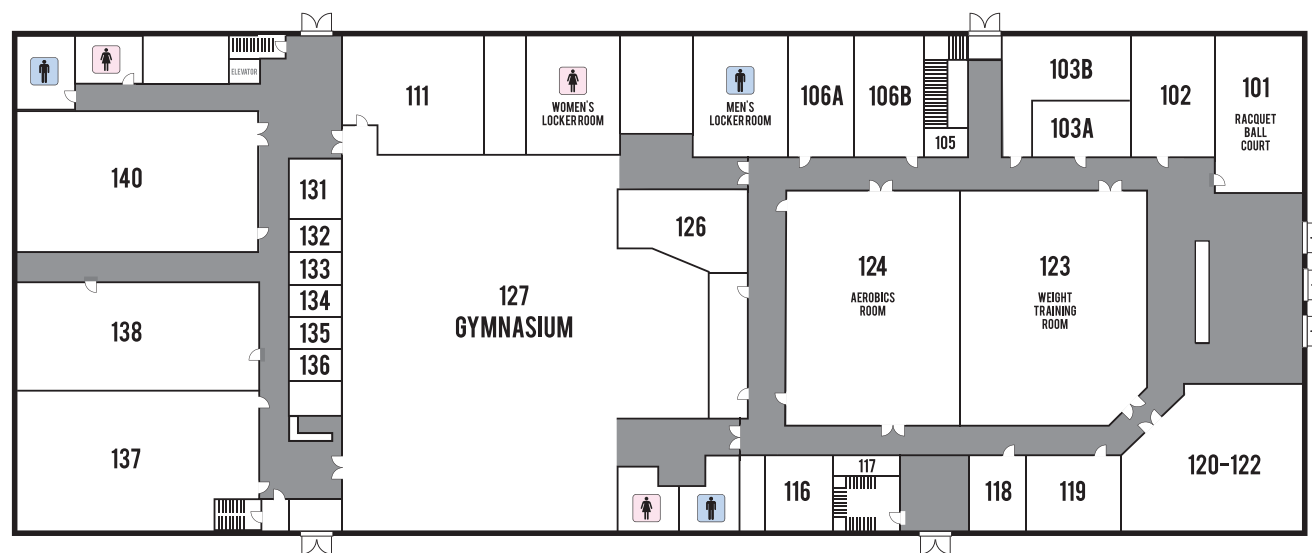 ELEVATOR
111
WOMEN'S
LOCKER ROOM
MEN'S
LOCKER ROOM
106A
106B
105
103B
103A
102
101
RACQUET
BALL
COURT
140
131
132
133
134
135
136
138
137
127
GYMNASIUM
126
124
AEROBICS
ROOM
123
WEIGHT
TRAINING
ROOM
116
117
118
119
120-122